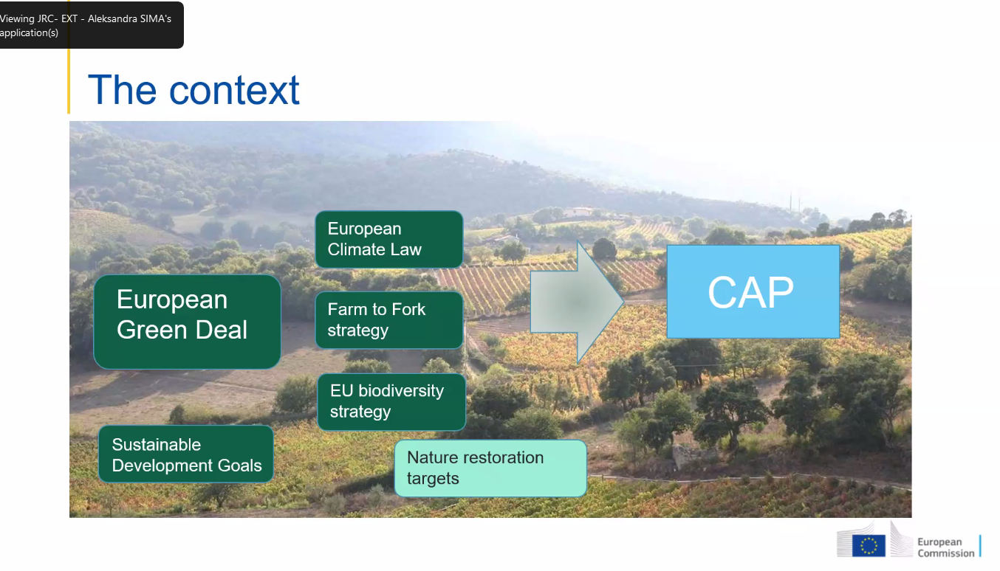 Viewing JRC- EXT - Aleksandra SIMA's
application(s)
The context
European
Green Deal
European
Climate Law
Farm to Fork
strategy
EU biodiversity
strategy
Sustainable
Development Goals
Nature restoration
targets
CAP
European
Commission